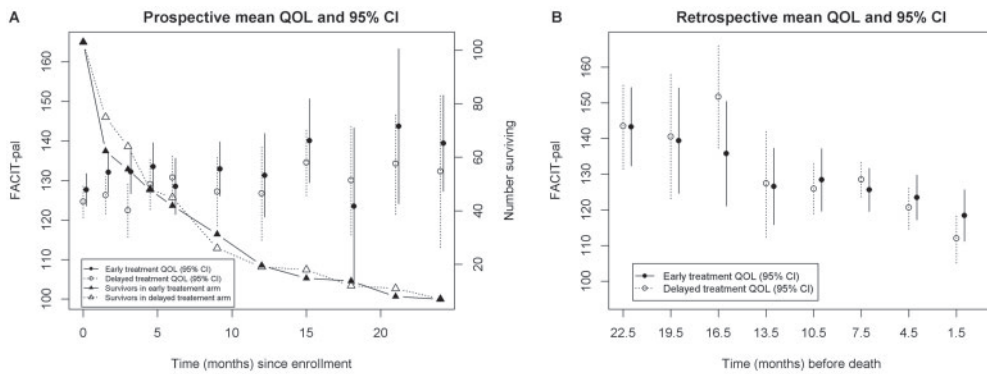 A
Prospective mean QOL and 95% CI
FACIT-pal
160
150
140
130
120
110
100
100
80
60
40
20
Number surviving
Early treatment QOL (95% CI)
Delayed treatment QOL (95% CI)
Survivors in early treatement arm
Survivors in delayed treatement arm
0 5 10 15 20
Time (months) since enrollment
B
Retrospective mean QOL and 95% CI
FACIT-pal
160
150
140
130
120
110
100
Early treatment QOL (95% CI)
Delayed treatment QOL (95% CI)
22.5 19.5 16.5 13.5 10.5 7.5 4.5 1.5
Time (months) before death